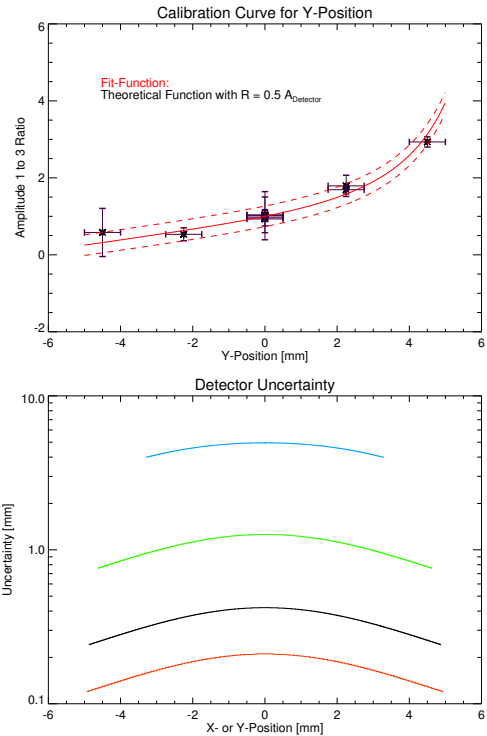 Calibration Curve for Y-Position
6
4
2
0
-2
Amplitude 1 to 3 Ratio
Fit-Function:
Theoretical Function with R = 0.5 A_Detector
-6 -4 -2 0 2 4 6
Y-Position [mm]
Detector Uncertainty
10.0
1.0
0.1
Uncertainty [mm]
-6 -4 -2 0 2 4 6
X- or Y-Position [mm]